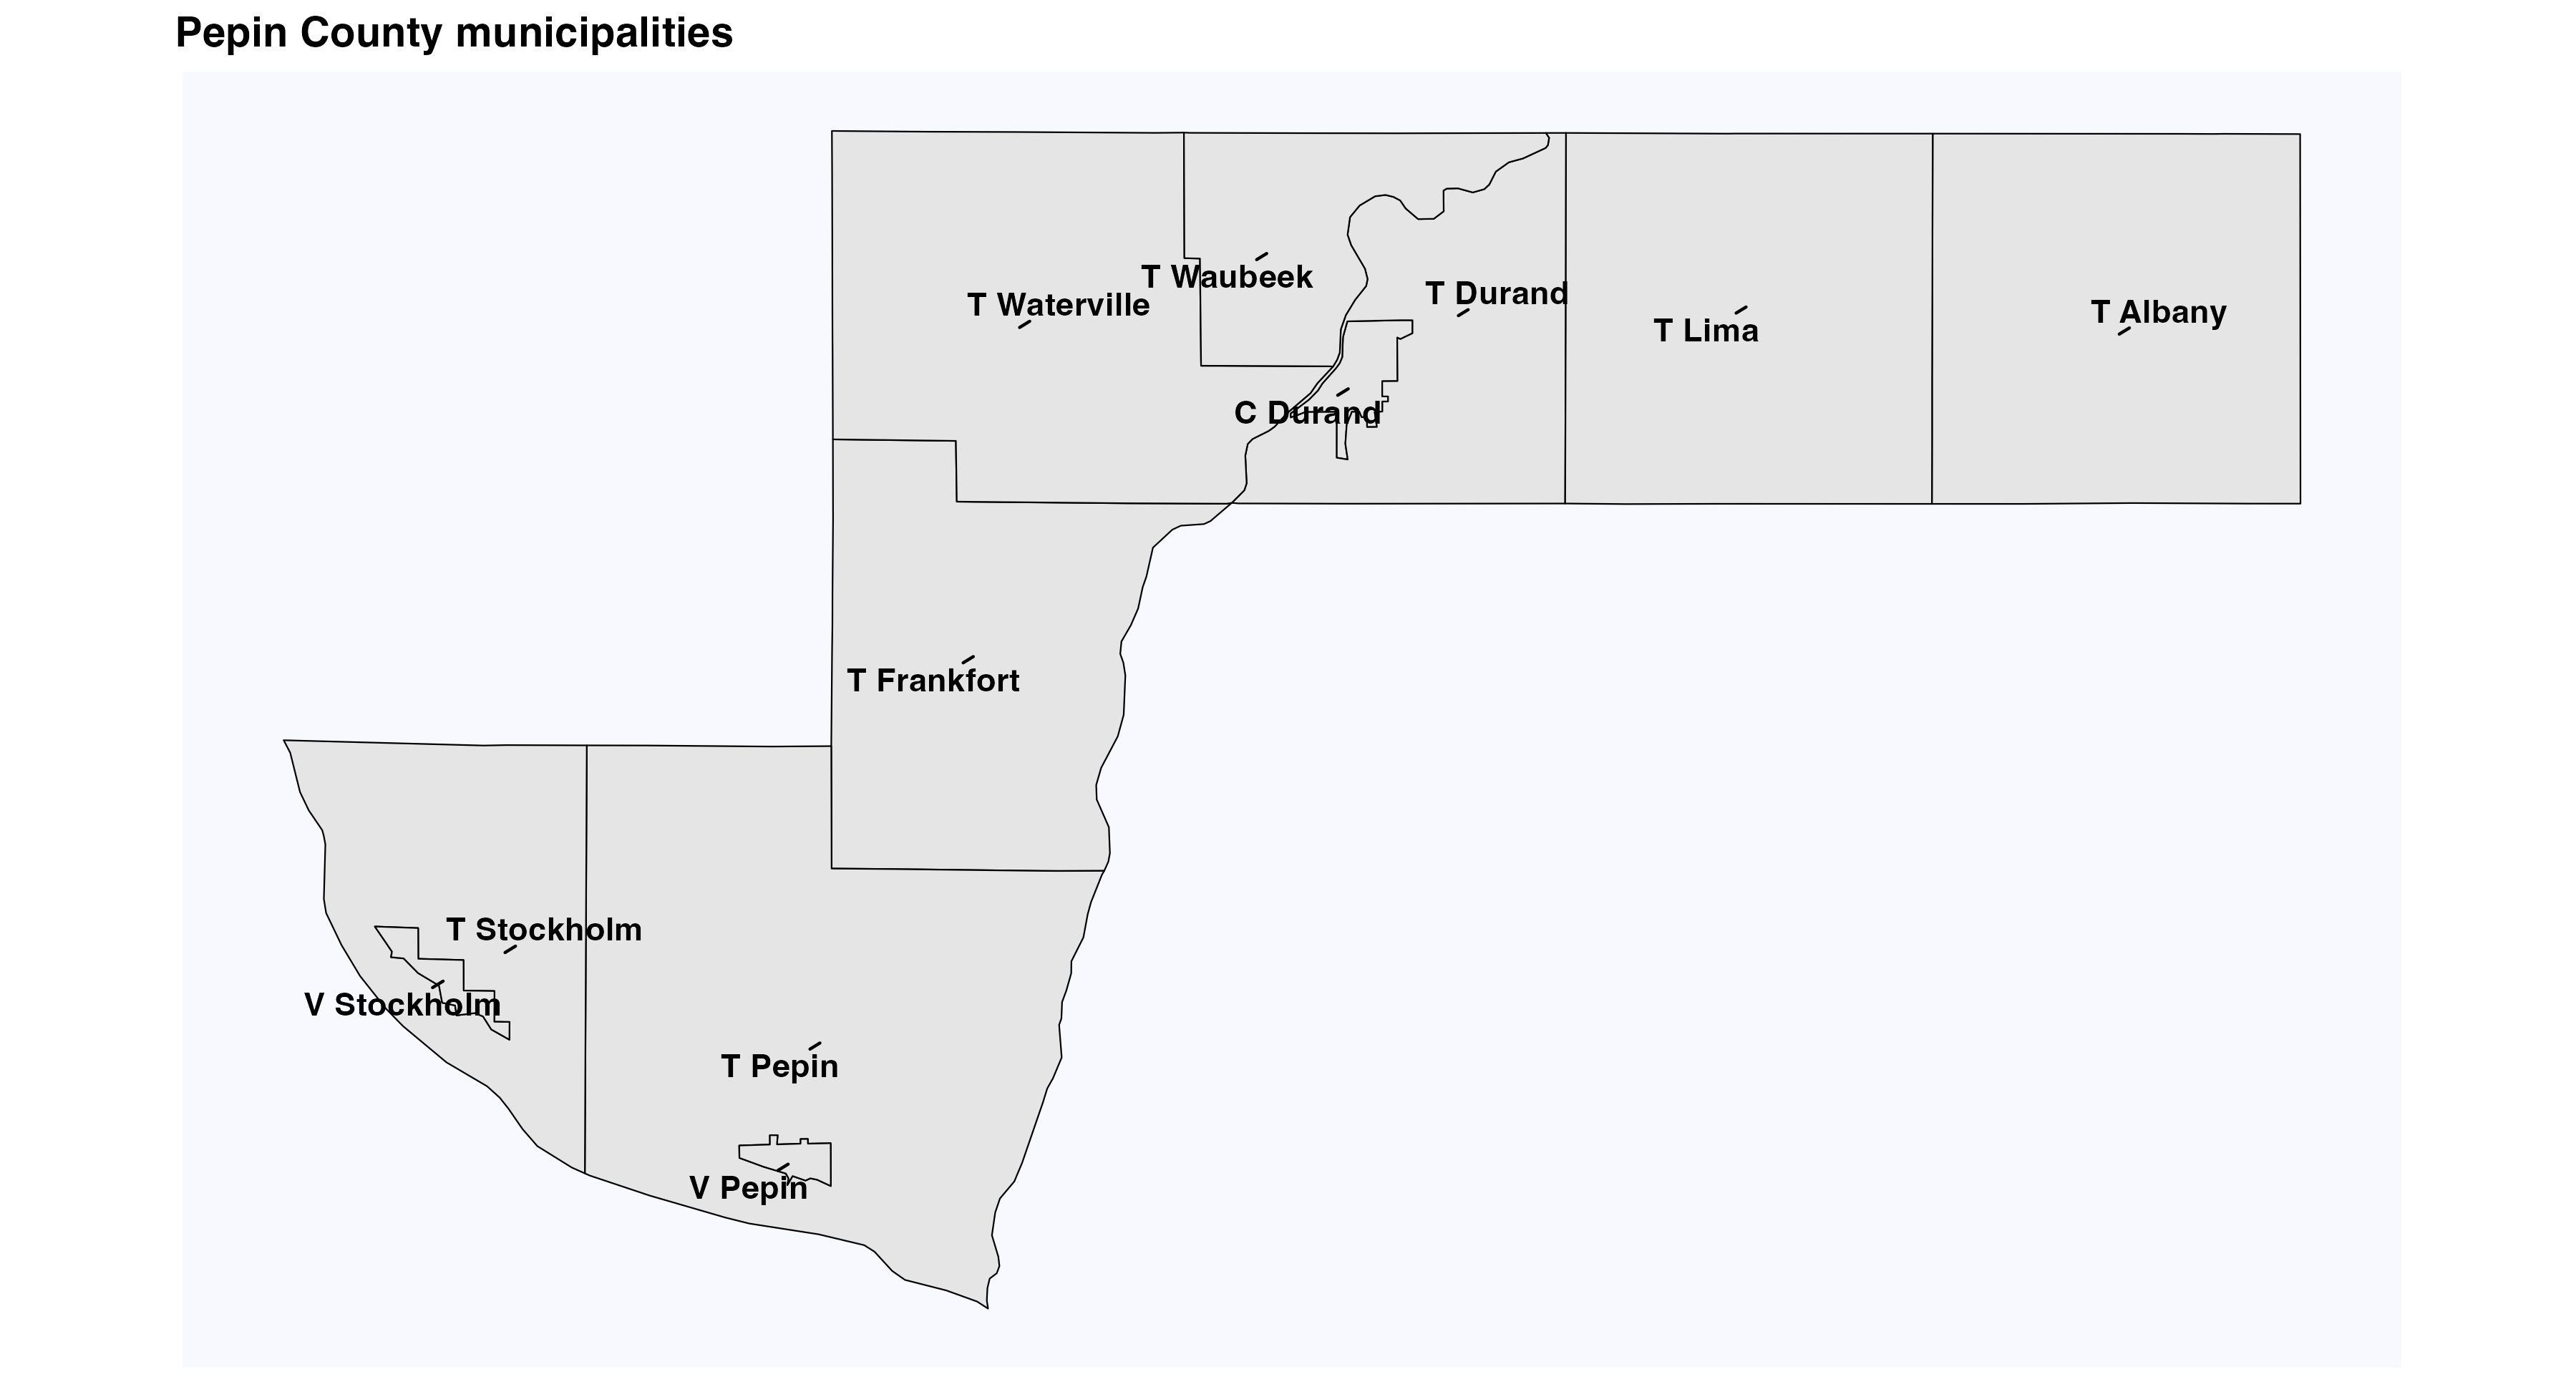 Pepin County municipalities
T Waubeek
T Waterville
T Durand
T Lima
T Albany
C Durand
T Frankfort
T Stockholm
V Stockholm
T Pepin
V Pepin